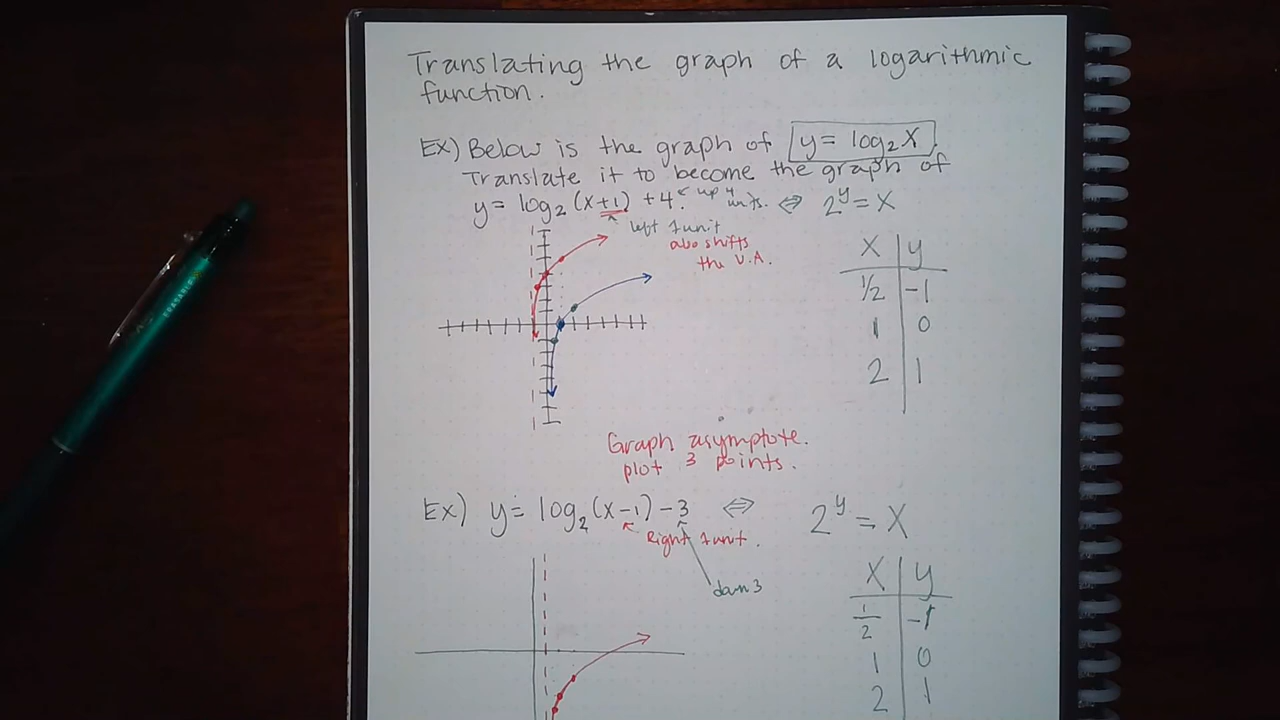 Translating the graph of a logarithmic
function.
Ex) Below is the graph of y = log₂x.
Translate it to become the graph of
y = log₂ (x+1) +4. ↖ up 4 units. ⇔ 2^y = x
↖ left 1 unit
also shifts
the V.A.
x | y
1/2 | -1
1 | 0
2 | 1
Graph asymptote.
plot 3 points.
Ex) y = log₂(x-1) -3 ⇔ 2^y = x
↖ Right 1 unit.
down 3
x | y
1/2 | -1
1 | 0
2 | 1